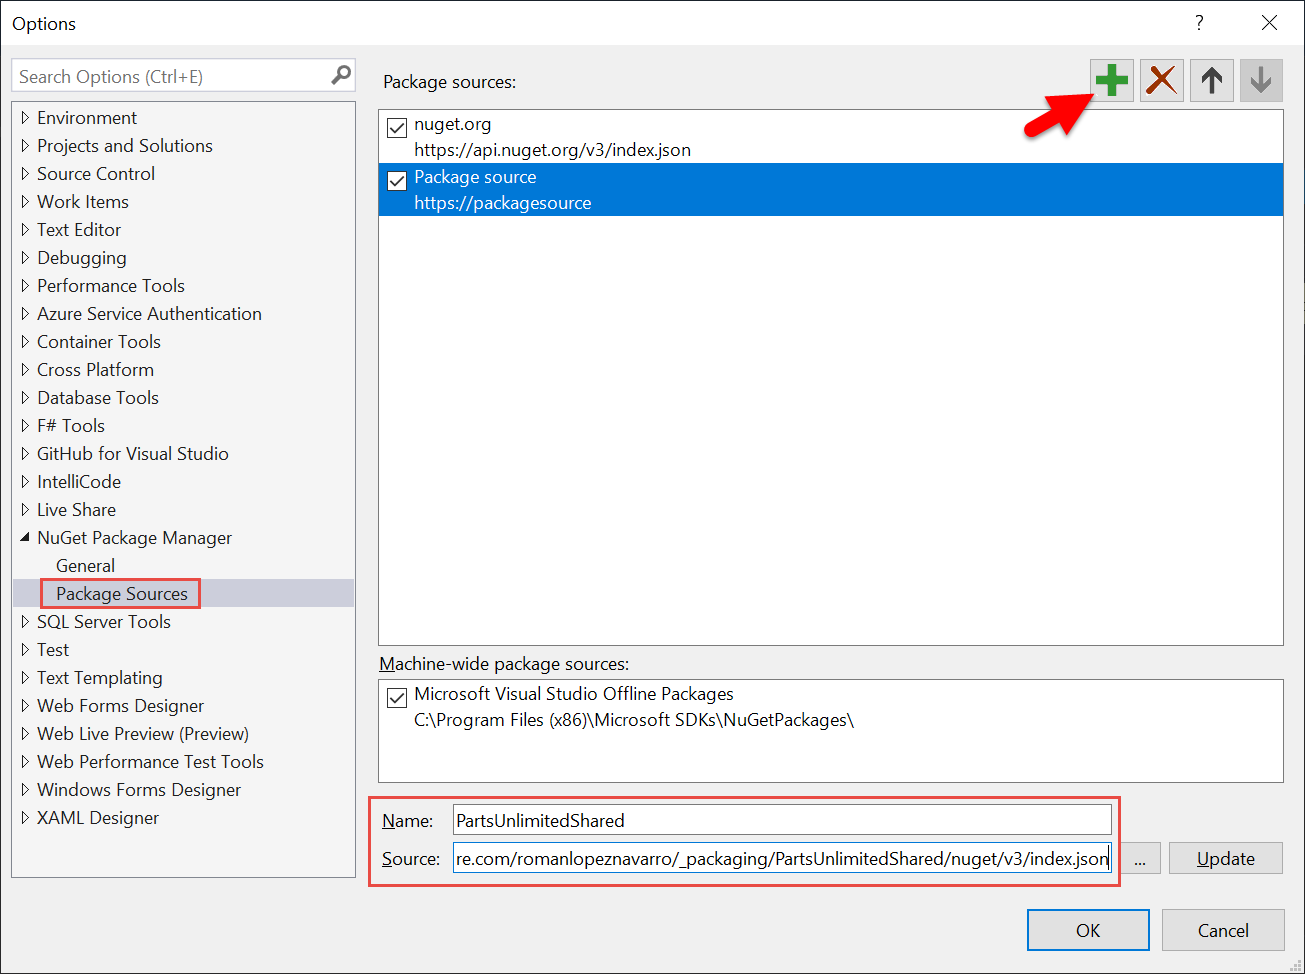 Options
?
Search Options (Ctrl+E)
Environment
Projects and Solutions
Source Control
Work Items
Text Editor
Debugging
Performance Tools
Azure Service Authentication
Container Tools
Cross Platform
Database Tools
F# Tools
GitHub for Visual Studio
IntelliCode
Live Share
NuGet Package Manager
General
Package Sources
SQL Server Tools
Test
Text Templating
Web Forms Designer
Web Live Preview (Preview)
Web Performance Test Tools
Windows Forms Designer
XAML Designer
Package sources:
nuget.org
https://api.nuget.org/v3/index.json
Package source
https://packagesource
Machine-wide package sources:
Microsoft Visual Studio Offline Packages
C:\Program Files (x86)\Microsoft SDKs\NuGetPackages\
Name: PartsUnlimitedShared
Source: re.com/romanlopeznavarro/_packaging/PartsUnlimitedShared/nuget/v3/index.json ... Update
OK Cancel